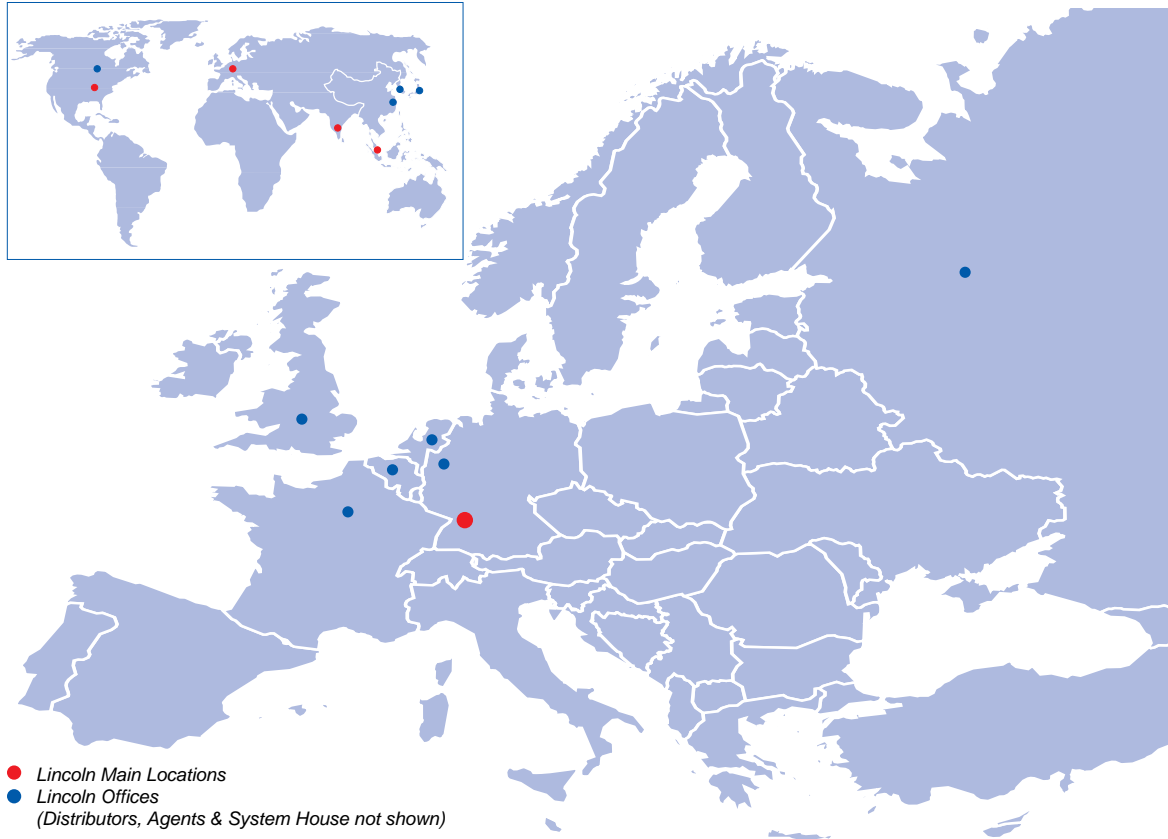 Lincoln Main Locations
Lincoln Offices
(Distributors, Agents & System House not shown)